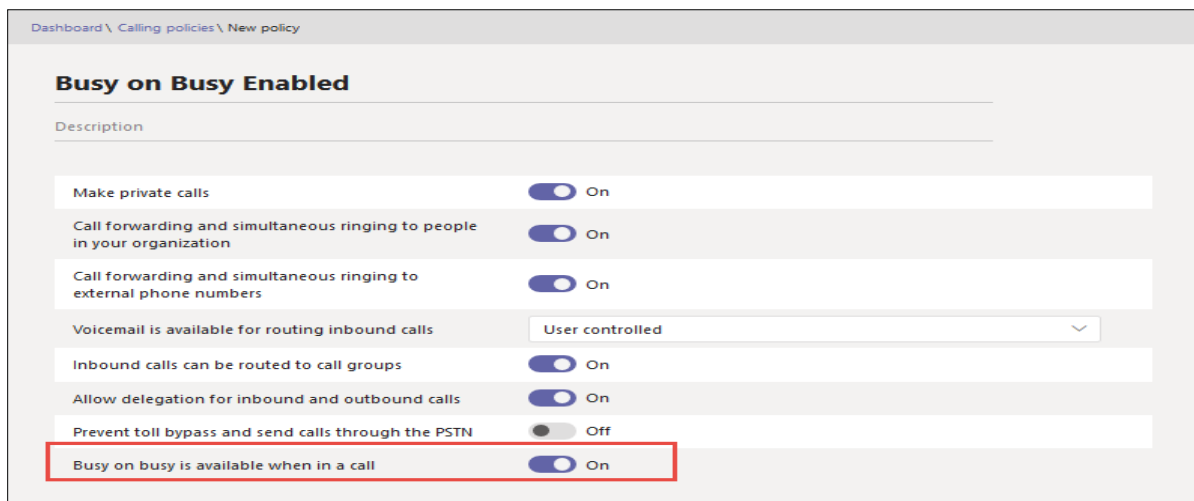 Dashboard \ Calling policies \ New policy
Busy on Busy Enabled
Description
Make private calls On
Call forwarding and simultaneous ringing to people
in your organization On
Call forwarding and simultaneous ringing to
external phone numbers On
Voicemail is available for routing inbound calls User controlled
Inbound calls can be routed to call groups On
Allow delegation for inbound and outbound calls On
Prevent toll bypass and send calls through the PSTN Off
Busy on busy is available when in a call On